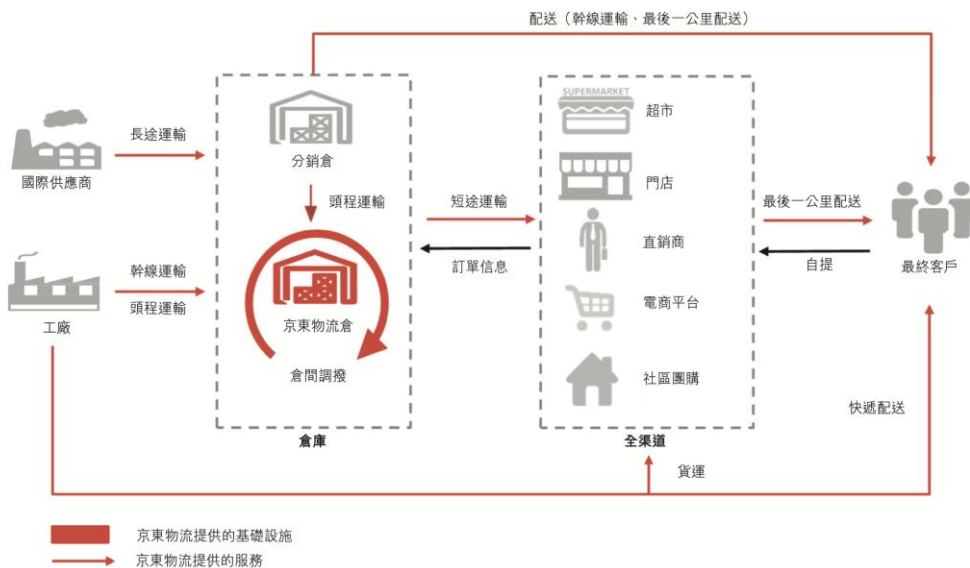 配送（幹線運輸、最後一公里配送）
SUPERMARKET
超市
長途運輸
分銷倉
國際供應商
門店
頭程運輸
短途運輸
最後一公里配送
直銷商
訂單信息
自提
最終客戶
幹線運輸
頭程運輸
電商平台
工廠
京東物流倉
倉間調撥
社區團購
快遞配送
倉庫
全渠道
貨運
京東物流提供的基礎設施
京東物流提供的服務